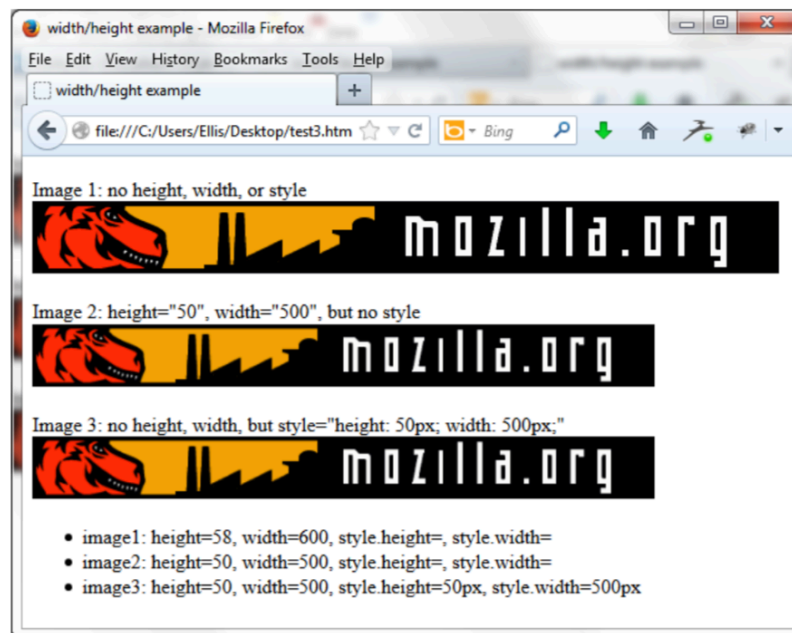 width/height example - Mozilla Firefox
File Edit View History Bookmarks Tools Help
width/height example
file:///C:/Users/Ellis/Desktop/test3.htm Bing
Image 1: no height, width, or style
mozilla.org
Image 2: height="50", width="500", but no style
mozilla.org
Image 3: no height, width, but style="height: 50px; width: 500px;"
mozilla.org
image1: height=58, width=600, style.height=, style.width=
image2: height=50, width=500, style.height=, style.width=
image3: height=50, width=500, style.height=50px, style.width=500px